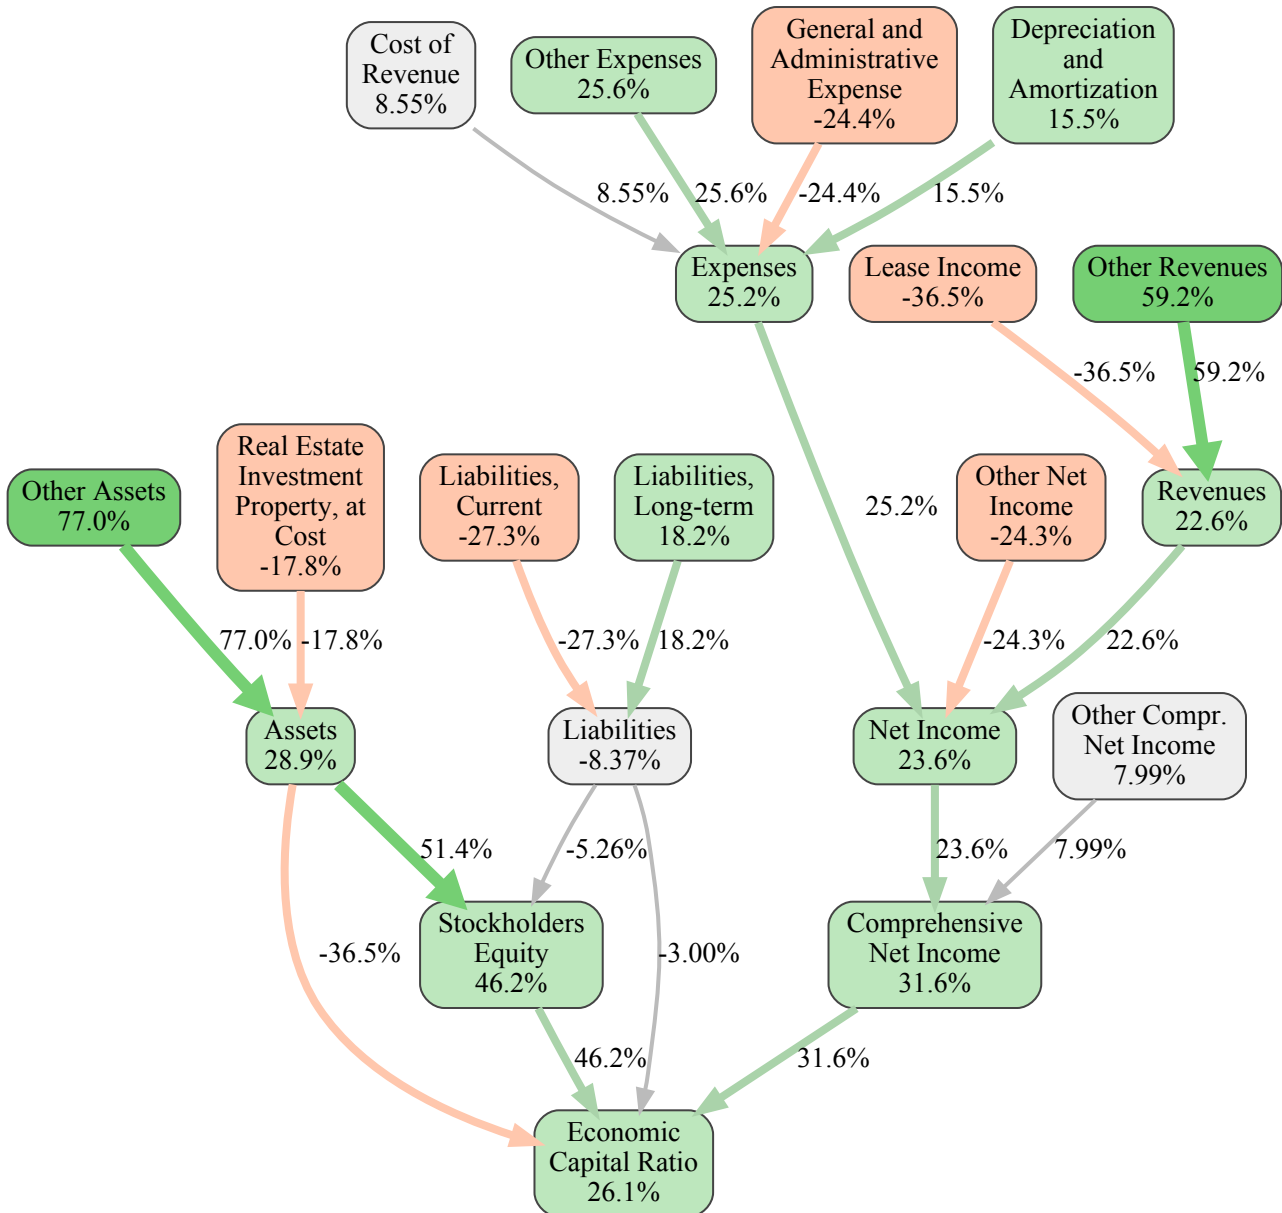 Cost of
Revenue
8.55%
Other Expenses
25.6%
General and
Administrative
Expense
-24.4%
Depreciation
and
Amortization
15.5%
8.55%
25.6%
-24.4%
15.5%
Expenses
25.2%
Lease Income
-36.5%
Other Revenues
59.2%
-36.5%
59.2%
Other Assets
77.0%
Real Estate
Investment
Property, at
Cost
-17.8%
Liabilities,
Current
-27.3%
Liabilities,
Long-term
18.2%
25.2%
Other Net
Income
-24.3%
Revenues
22.6%
77.0%
-17.8%
-27.3%
18.2%
-24.3%
22.6%
Assets
28.9%
Liabilities
-8.37%
Net Income
23.6%
Other Compr.
Net Income
7.99%
51.4%
-5.26%
23.6%
7.99%
-36.5%
Stockholders
Equity
46.2%
-3.00%
Comprehensive
Net Income
31.6%
46.2%
31.6%
Economic
Capital Ratio
26.1%